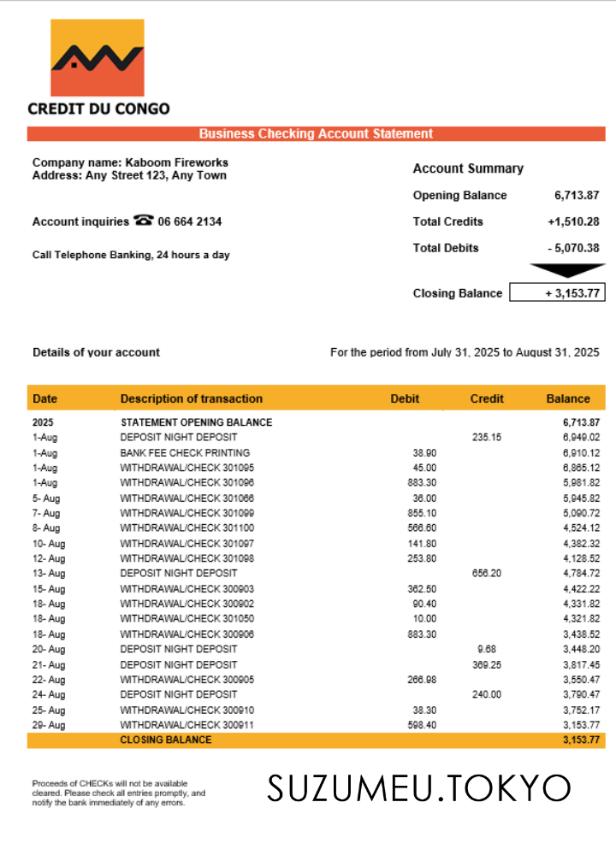 CREDIT DU CONGO
Business Checking Account Statement
Company name: Kaboom Fireworks
Address: Any Street 123, Any Town
Account inquiries ☎ 06 664 2134
Call Telephone Banking, 24 hours a day
Account Summary
Opening Balance 6,713.87
Total Credits +1,510.28
Total Debits - 5,070.38
Closing Balance + 3,153.77
Details of your account For the period from July 31, 2025 to August 31, 2025
Date Description of transaction Debit Credit Balance
2025 STATEMENT OPENING BALANCE 6,713.87
1-Aug DEPOSIT NIGHT DEPOSIT 235.15 6,949.02
1-Aug BANK FEE CHECK PRINTING 38.90 6,910.12
1-Aug WITHDRAWAL/CHECK 301095 45.00 6,865.12
1-Aug WITHDRAWAL/CHECK 301096 883.30 5,981.82
5- Aug WITHDRAWAL/CHECK 301066 36.00 5,945.82
7- Aug WITHDRAWAL/CHECK 301099 855.10 5,090.72
8- Aug WITHDRAWAL/CHECK 301100 566.60 4,524.12
10- Aug WITHDRAWAL/CHECK 301097 141.80 4,382.32
12- Aug WITHDRAWAL/CHECK 301098 253.80 4,128.52
13- Aug DEPOSIT NIGHT DEPOSIT 656.20 4,784.72
15- Aug WITHDRAWAL/CHECK 300903 362.50 4,422.22
18- Aug WITHDRAWAL/CHECK 300902 90.40 4,331.82
18- Aug WITHDRAWAL/CHECK 301050 10.00 4,321.82
18- Aug WITHDRAWAL/CHECK 300906 883.30 3,438.52
20- Aug DEPOSIT NIGHT DEPOSIT 9.68 3,448.20
21- Aug DEPOSIT NIGHT DEPOSIT 369.25 3,817.45
22- Aug WITHDRAWAL/CHECK 300905 266.98 3,550.47
24- Aug DEPOSIT NIGHT DEPOSIT 240.00 3,790.47
25- Aug WITHDRAWAL/CHECK 300910 38.30 3,752.17
29- Aug WITHDRAWAL/CHECK 300911 598.40 3,153.77
CLOSING BALANCE 3,153.77
Proceeds of CHECKs will not be available
cleared. Please check all entries promptly, and
notify the bank immediately of any errors.
SUZUMEU.TOKYO